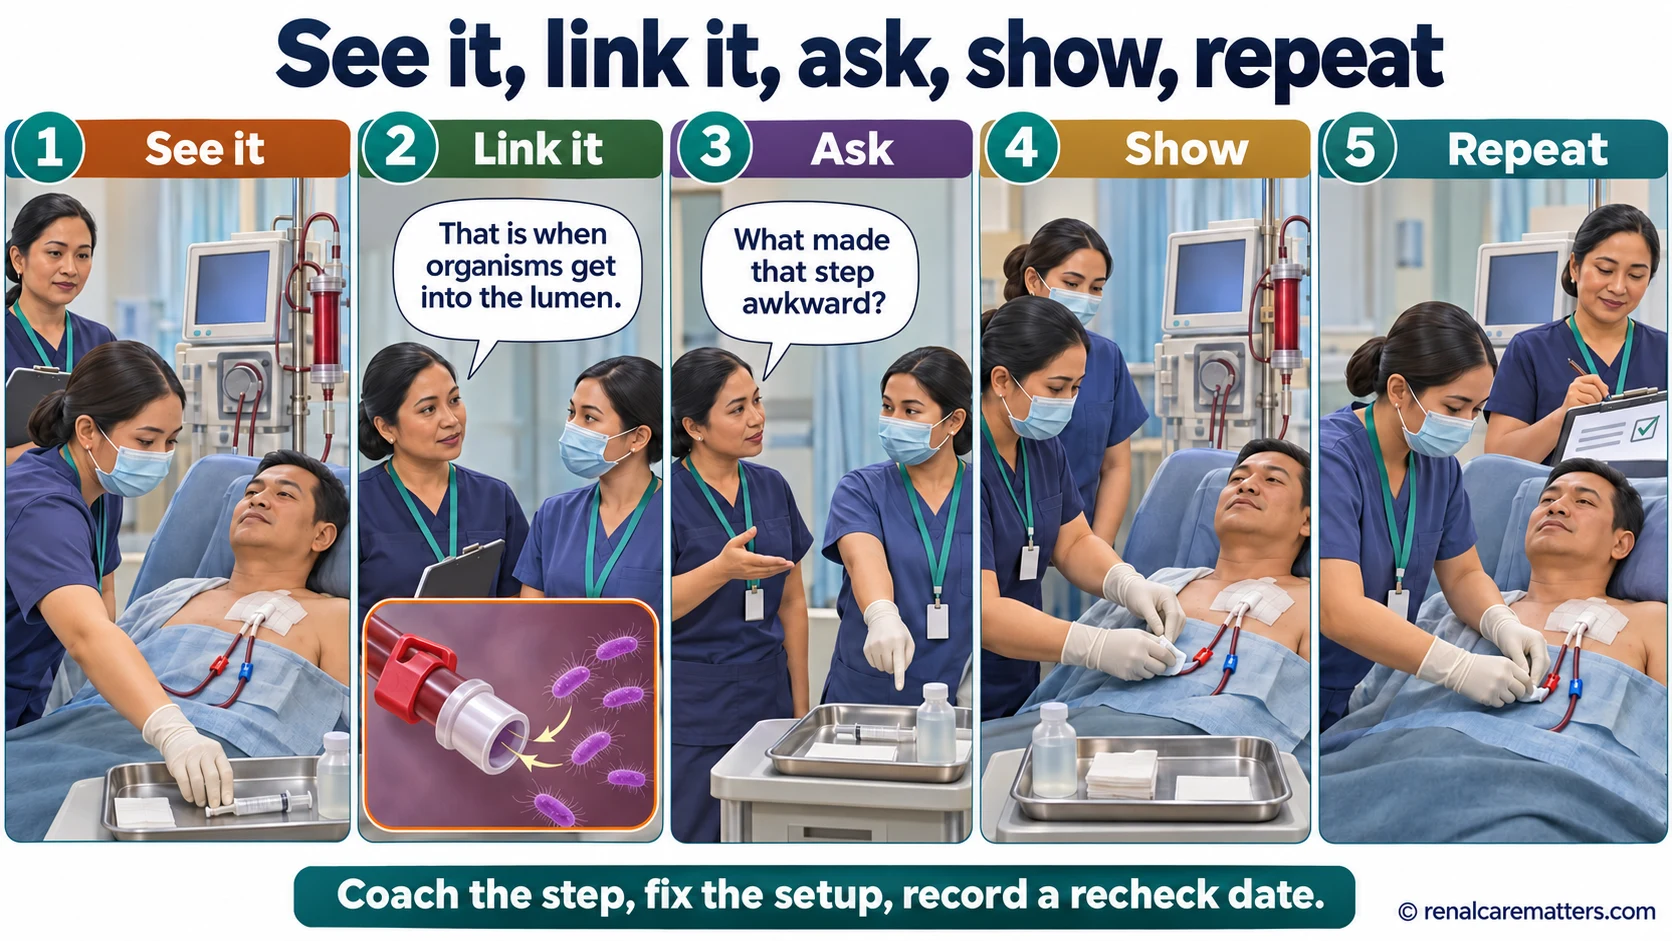 See it, link it, ask, show, repeat
1 See it
2 Link it
3 Ask
4 Show
5 Repeat
That is when
organisms get
into the lumen.
What made
that step
awkward?
Coach the step, fix the setup, record a recheck date.
© renalcarematters.com